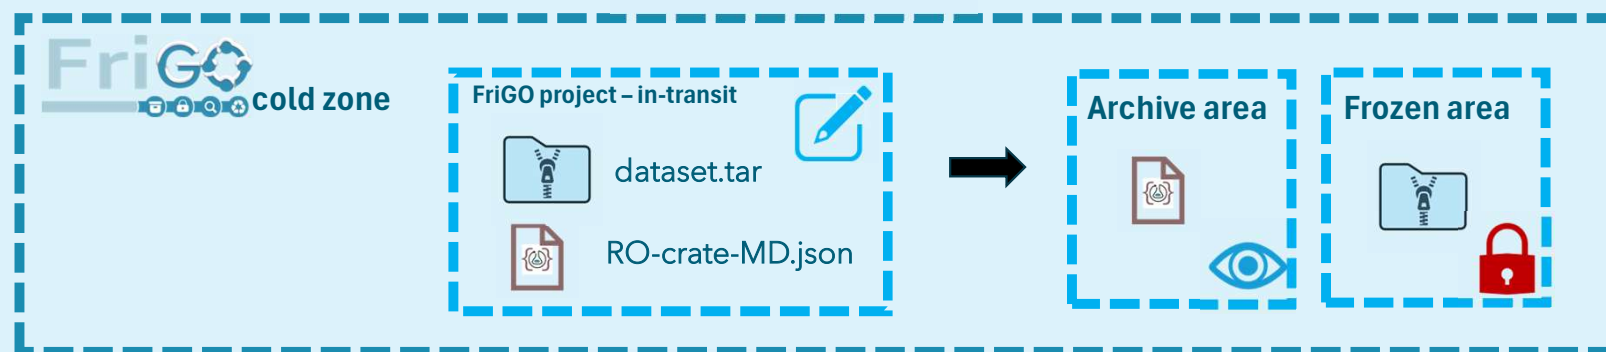 FriGO
cold zone
FriGO project – in-transit
dataset.tar
RO-crate-MD.json
Archive area
Frozen area